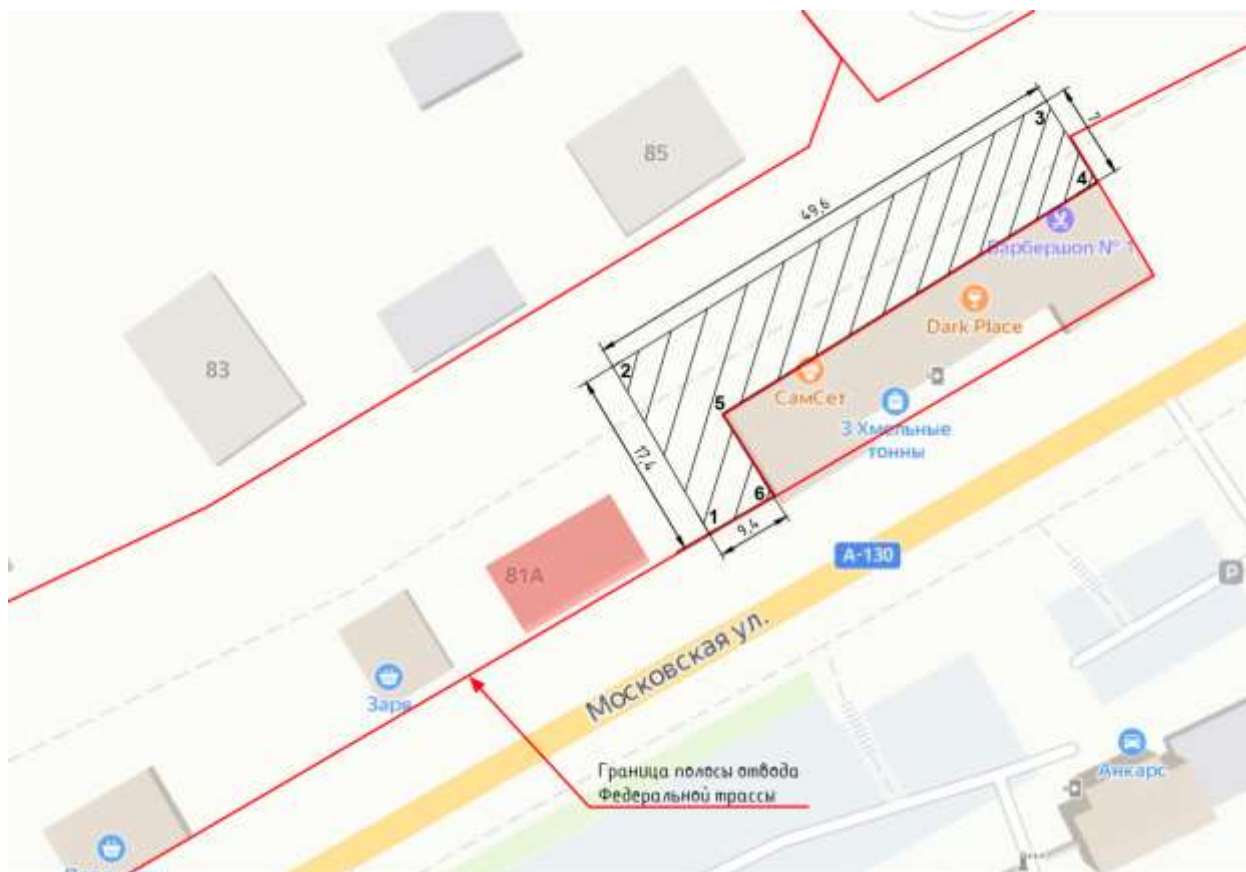 85
3
7
4
49,6
Барбершоп № 1
Dark Place
83
2
СамСет
5
3 Хмельные
тонны
17,4
6
1
9,4
81А
А-130
P
Московская ул.
Заря
Граница полосы отвода
Федеральной трассы
Анкарс